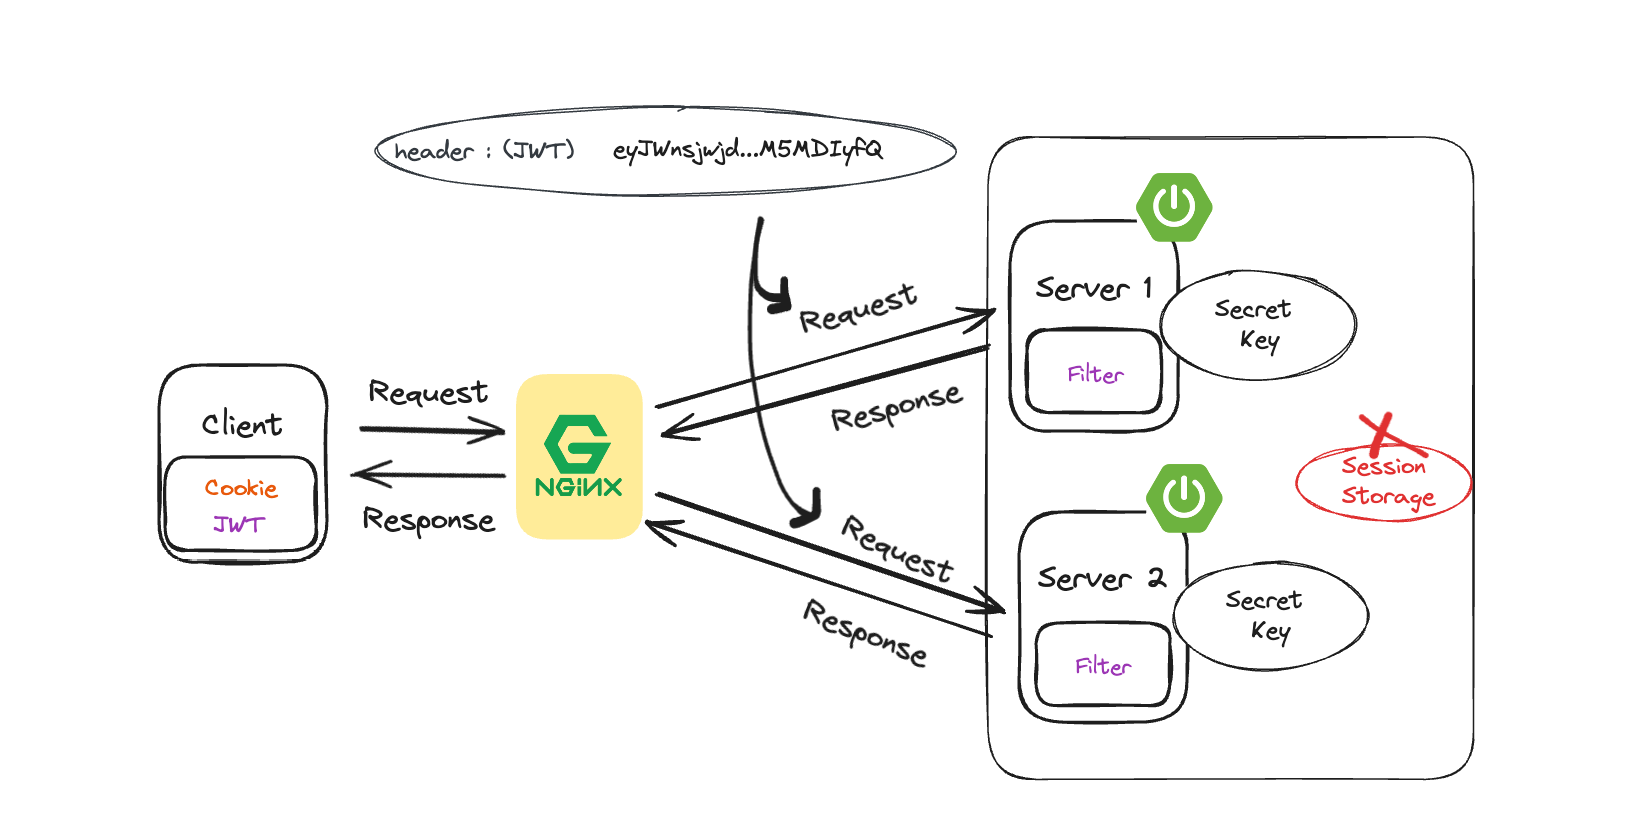 header : (JWT) eyJWnsjwjd...M5MDIyfQ
Server 1
Secret
Key
Request
Filter
Client
Request
Response
Cookie
JWT
NGINX
Session
Storage
Response
Request
Server 2
Secret
Key
Response
Filter